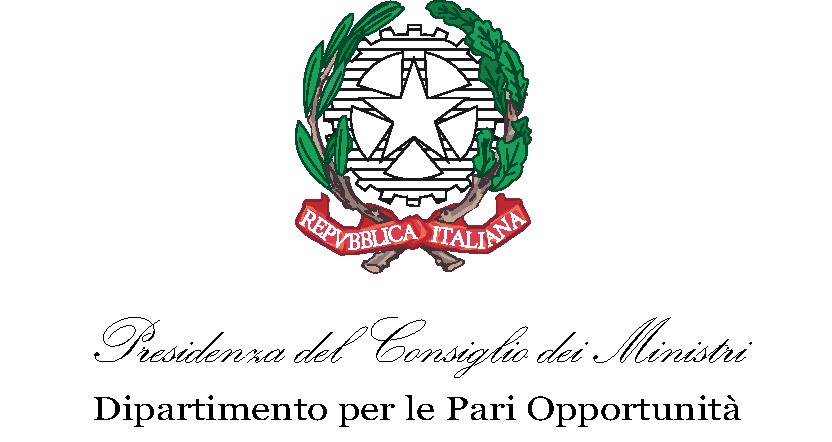 REPVBBLICA ITALIANA
Presidenza del Consiglio dei Ministri
Dipartimento per le Pari Opportunità